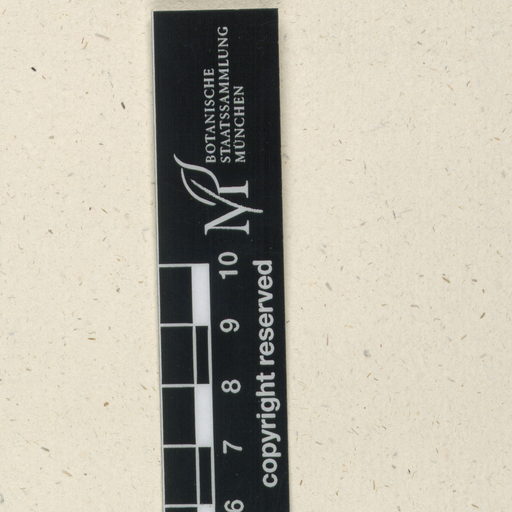 BOTANISCHE
STAATSSAMMLUNG
MÜNCHEN
M
10
9
8
7
6
copyright reserved